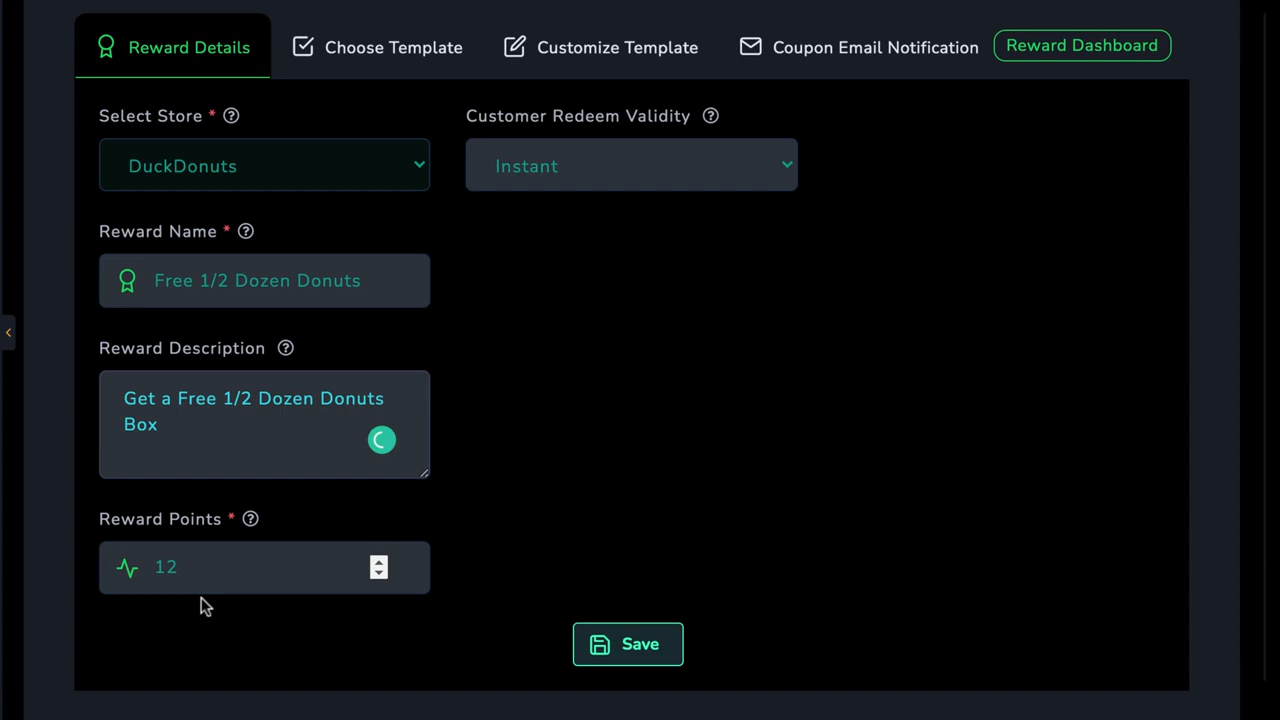 Reward Details
Choose Template
Customize Template
Coupon Email Notification
Reward Dashboard
Select Store *
Customer Redeem Validity
DuckDonuts
Instant
Reward Name *
Free 1/2 Dozen Donuts
Reward Description
Get a Free 1/2 Dozen Donuts
Box
Reward Points *
12
Save